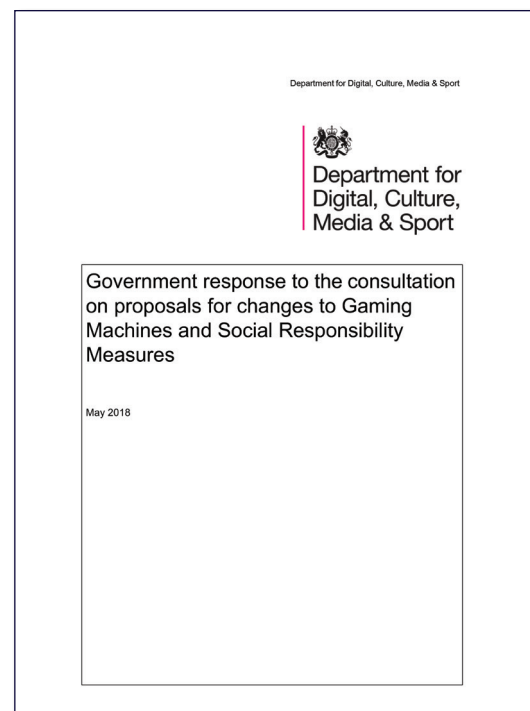 Department for Digital, Culture, Media & Sport
Department for
Digital, Culture,
Media & Sport
Government response to the consultation
on proposals for changes to Gaming
Machines and Social Responsibility
Measures
May 2018